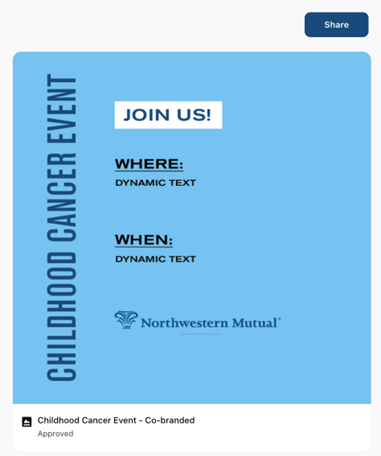 Share
CHILDHOOD CANCER EVENT
JOIN US!
WHERE:
DYNAMIC TEXT
WHEN:
DYNAMIC TEXT
Northwestern Mutual®
Childhood Cancer Event - Co-branded
Approved